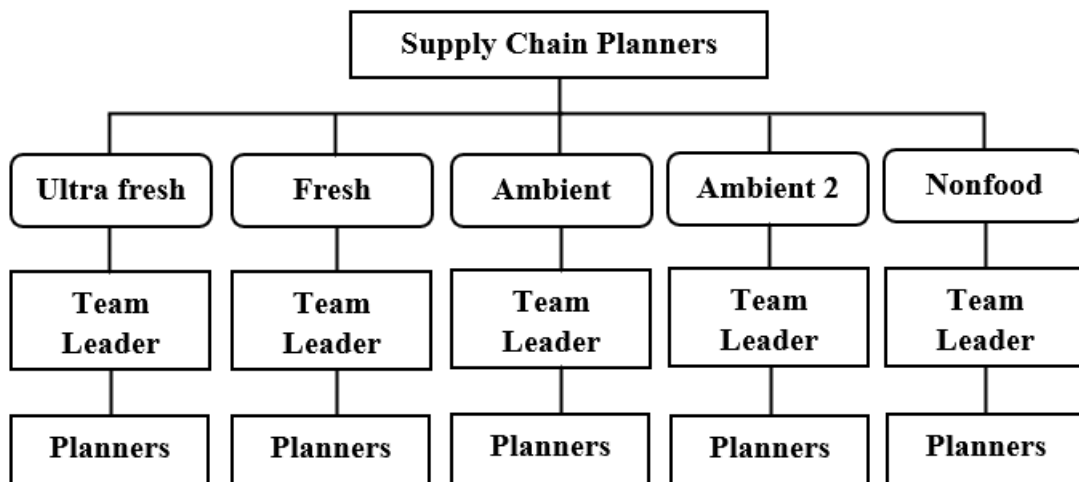 Supply Chain Planners
Ultra fresh
Fresh
Ambient
Ambient 2
Nonfood
Team
Leader
Team
Leader
Team
Leader
Team
Leader
Team
Leader
Planners
Planners
Planners
Planners
Planners